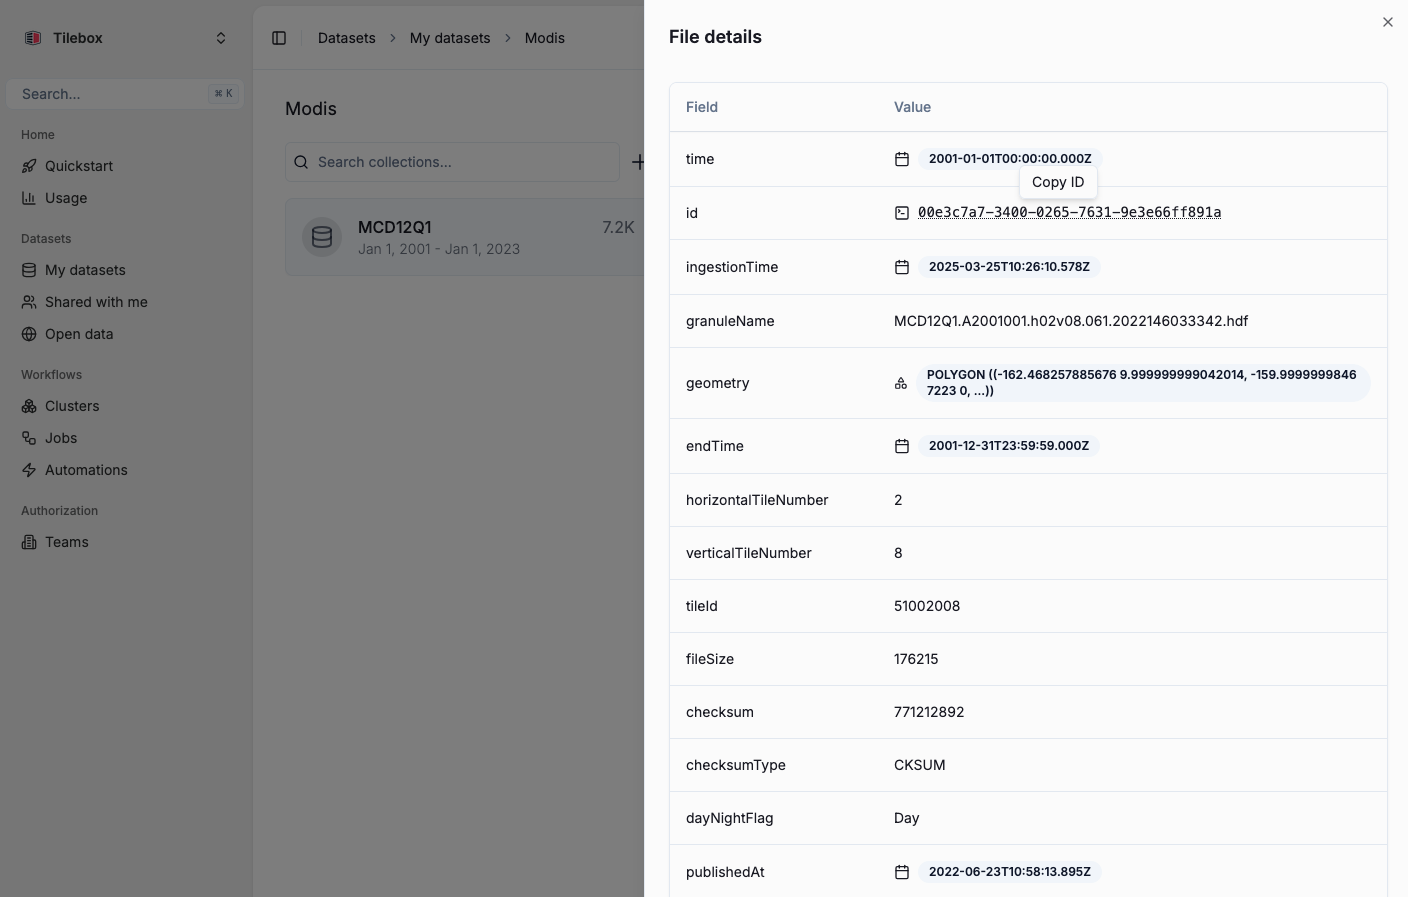 Tilebox
Search...
⌘ K
Home
Quickstart
Usage
Datasets
My datasets
Shared with me
Open data
Workflows
Clusters
Jobs
Automations
Authorization
Teams
Datasets > My datasets > Modis
Modis
Search collections...
MCD12Q1 7.2K
Jan 1, 2001 - Jan 1, 2023
File details
Field Value
time 2001-01-01T00:00:00.000Z
Copy ID
id 00e3c7a7-3400-0265-7631-9e3e66ff891a
ingestionTime 2025-03-25T10:26:10.578Z
granuleName MCD12Q1.A2001001.h02v08.061.2022146033342.hdf
geometry POLYGON ((-162.468257885676 9.999999999042014, -159.9999999846
7223 0, ...))
endTime 2001-12-31T23:59:59.000Z
horizontalTileNumber 2
verticalTileNumber 8
tileId 51002008
fileSize 176215
checksum 771212892
checksumType CKSUM
dayNightFlag Day
publishedAt 2022-06-23T10:58:13.895Z